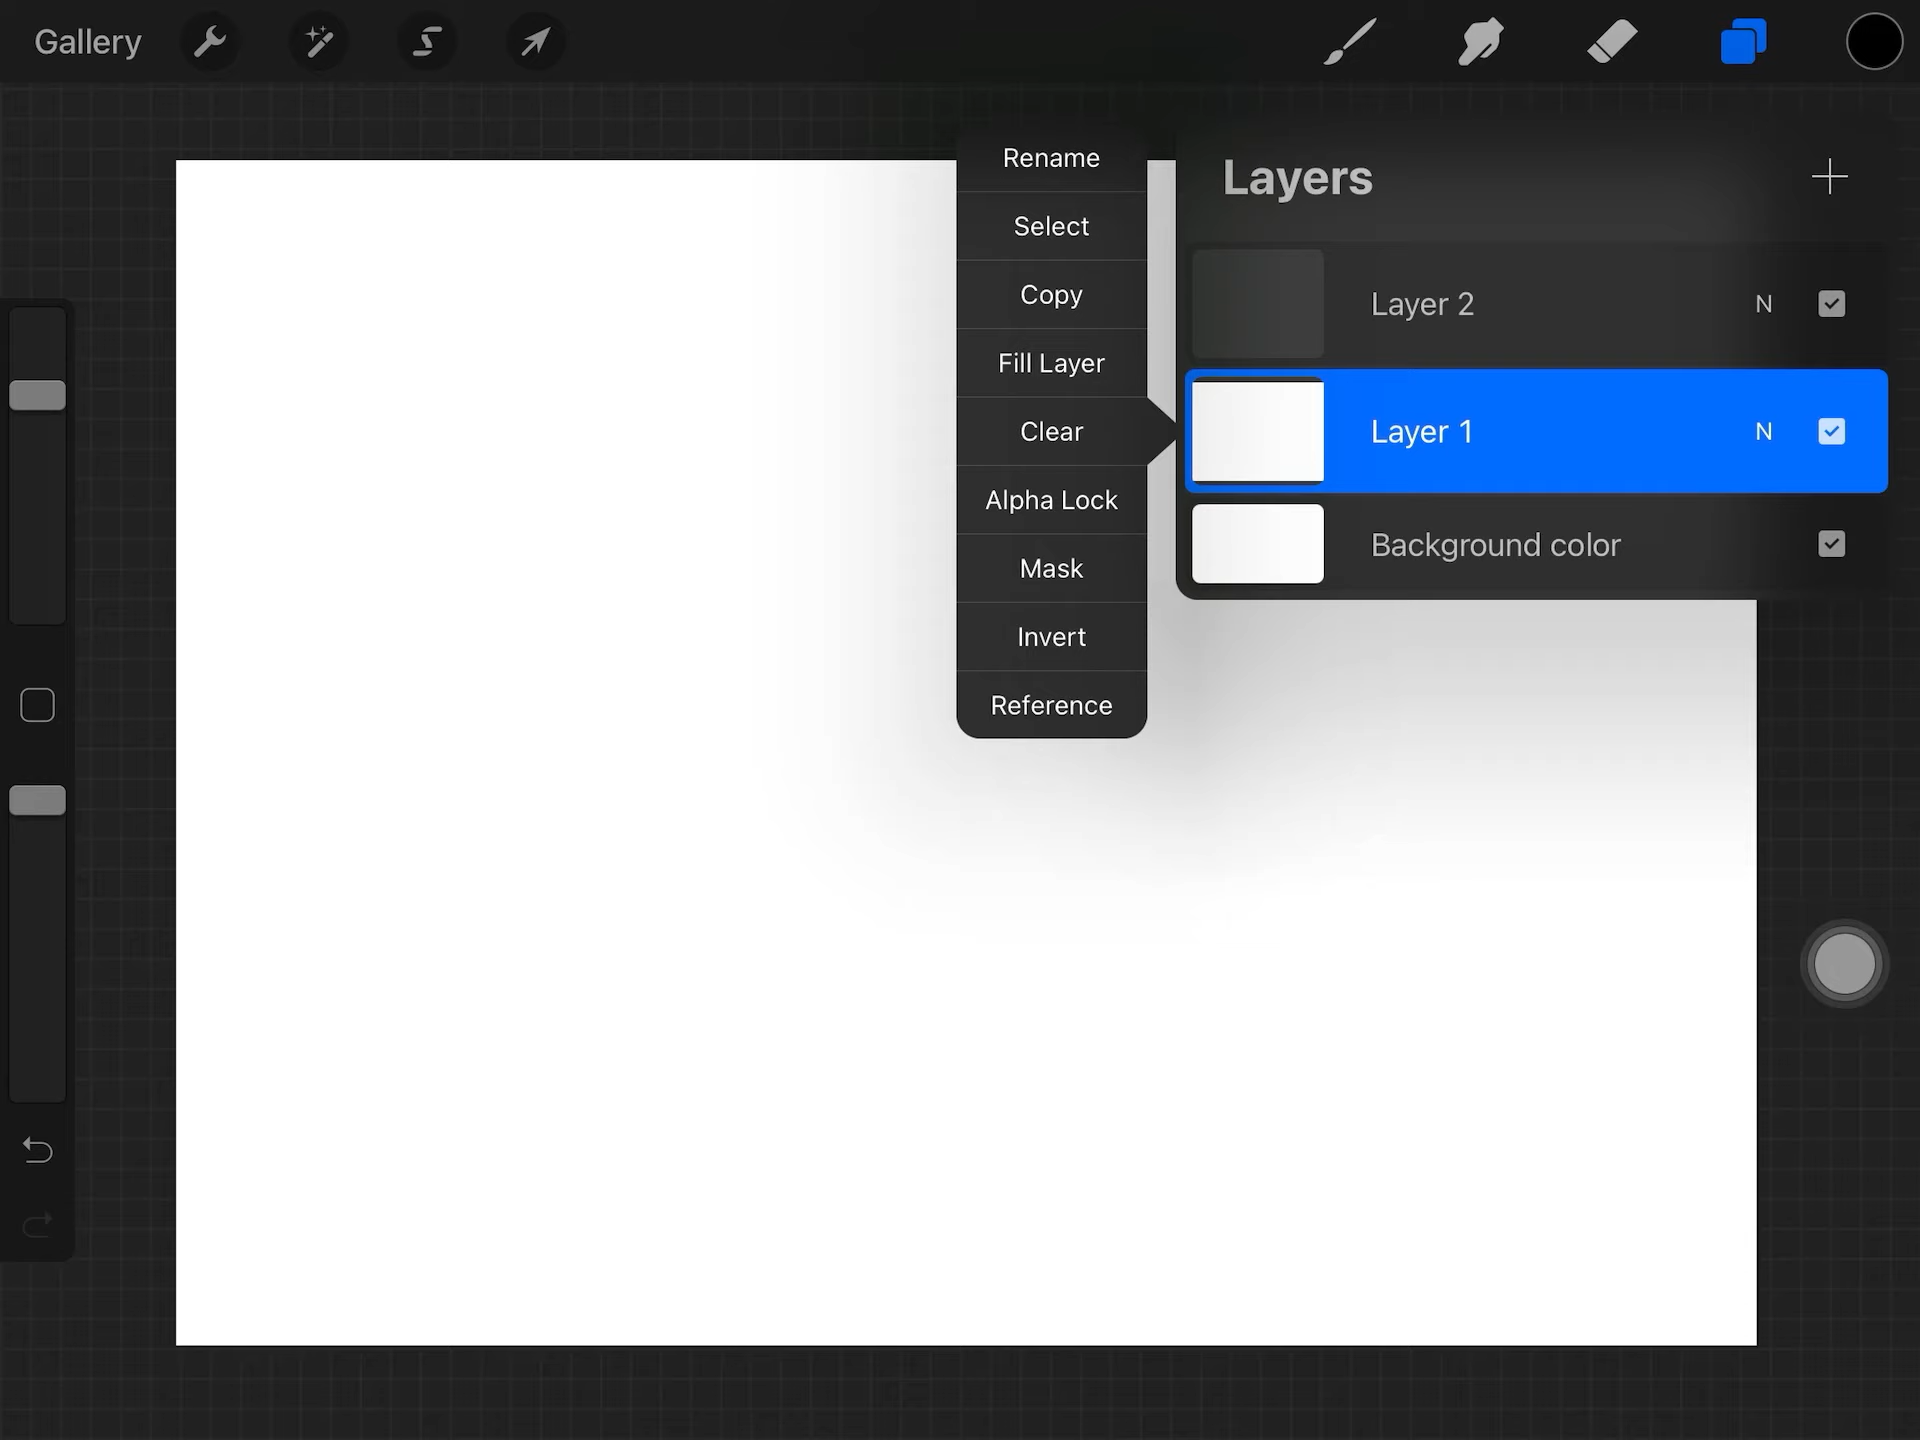 Gallery
Rename
Select
Copy
Fill Layer
Clear
Alpha Lock
Mask
Invert
Reference
Layers
Layer 2 N
Layer 1 N
Background color